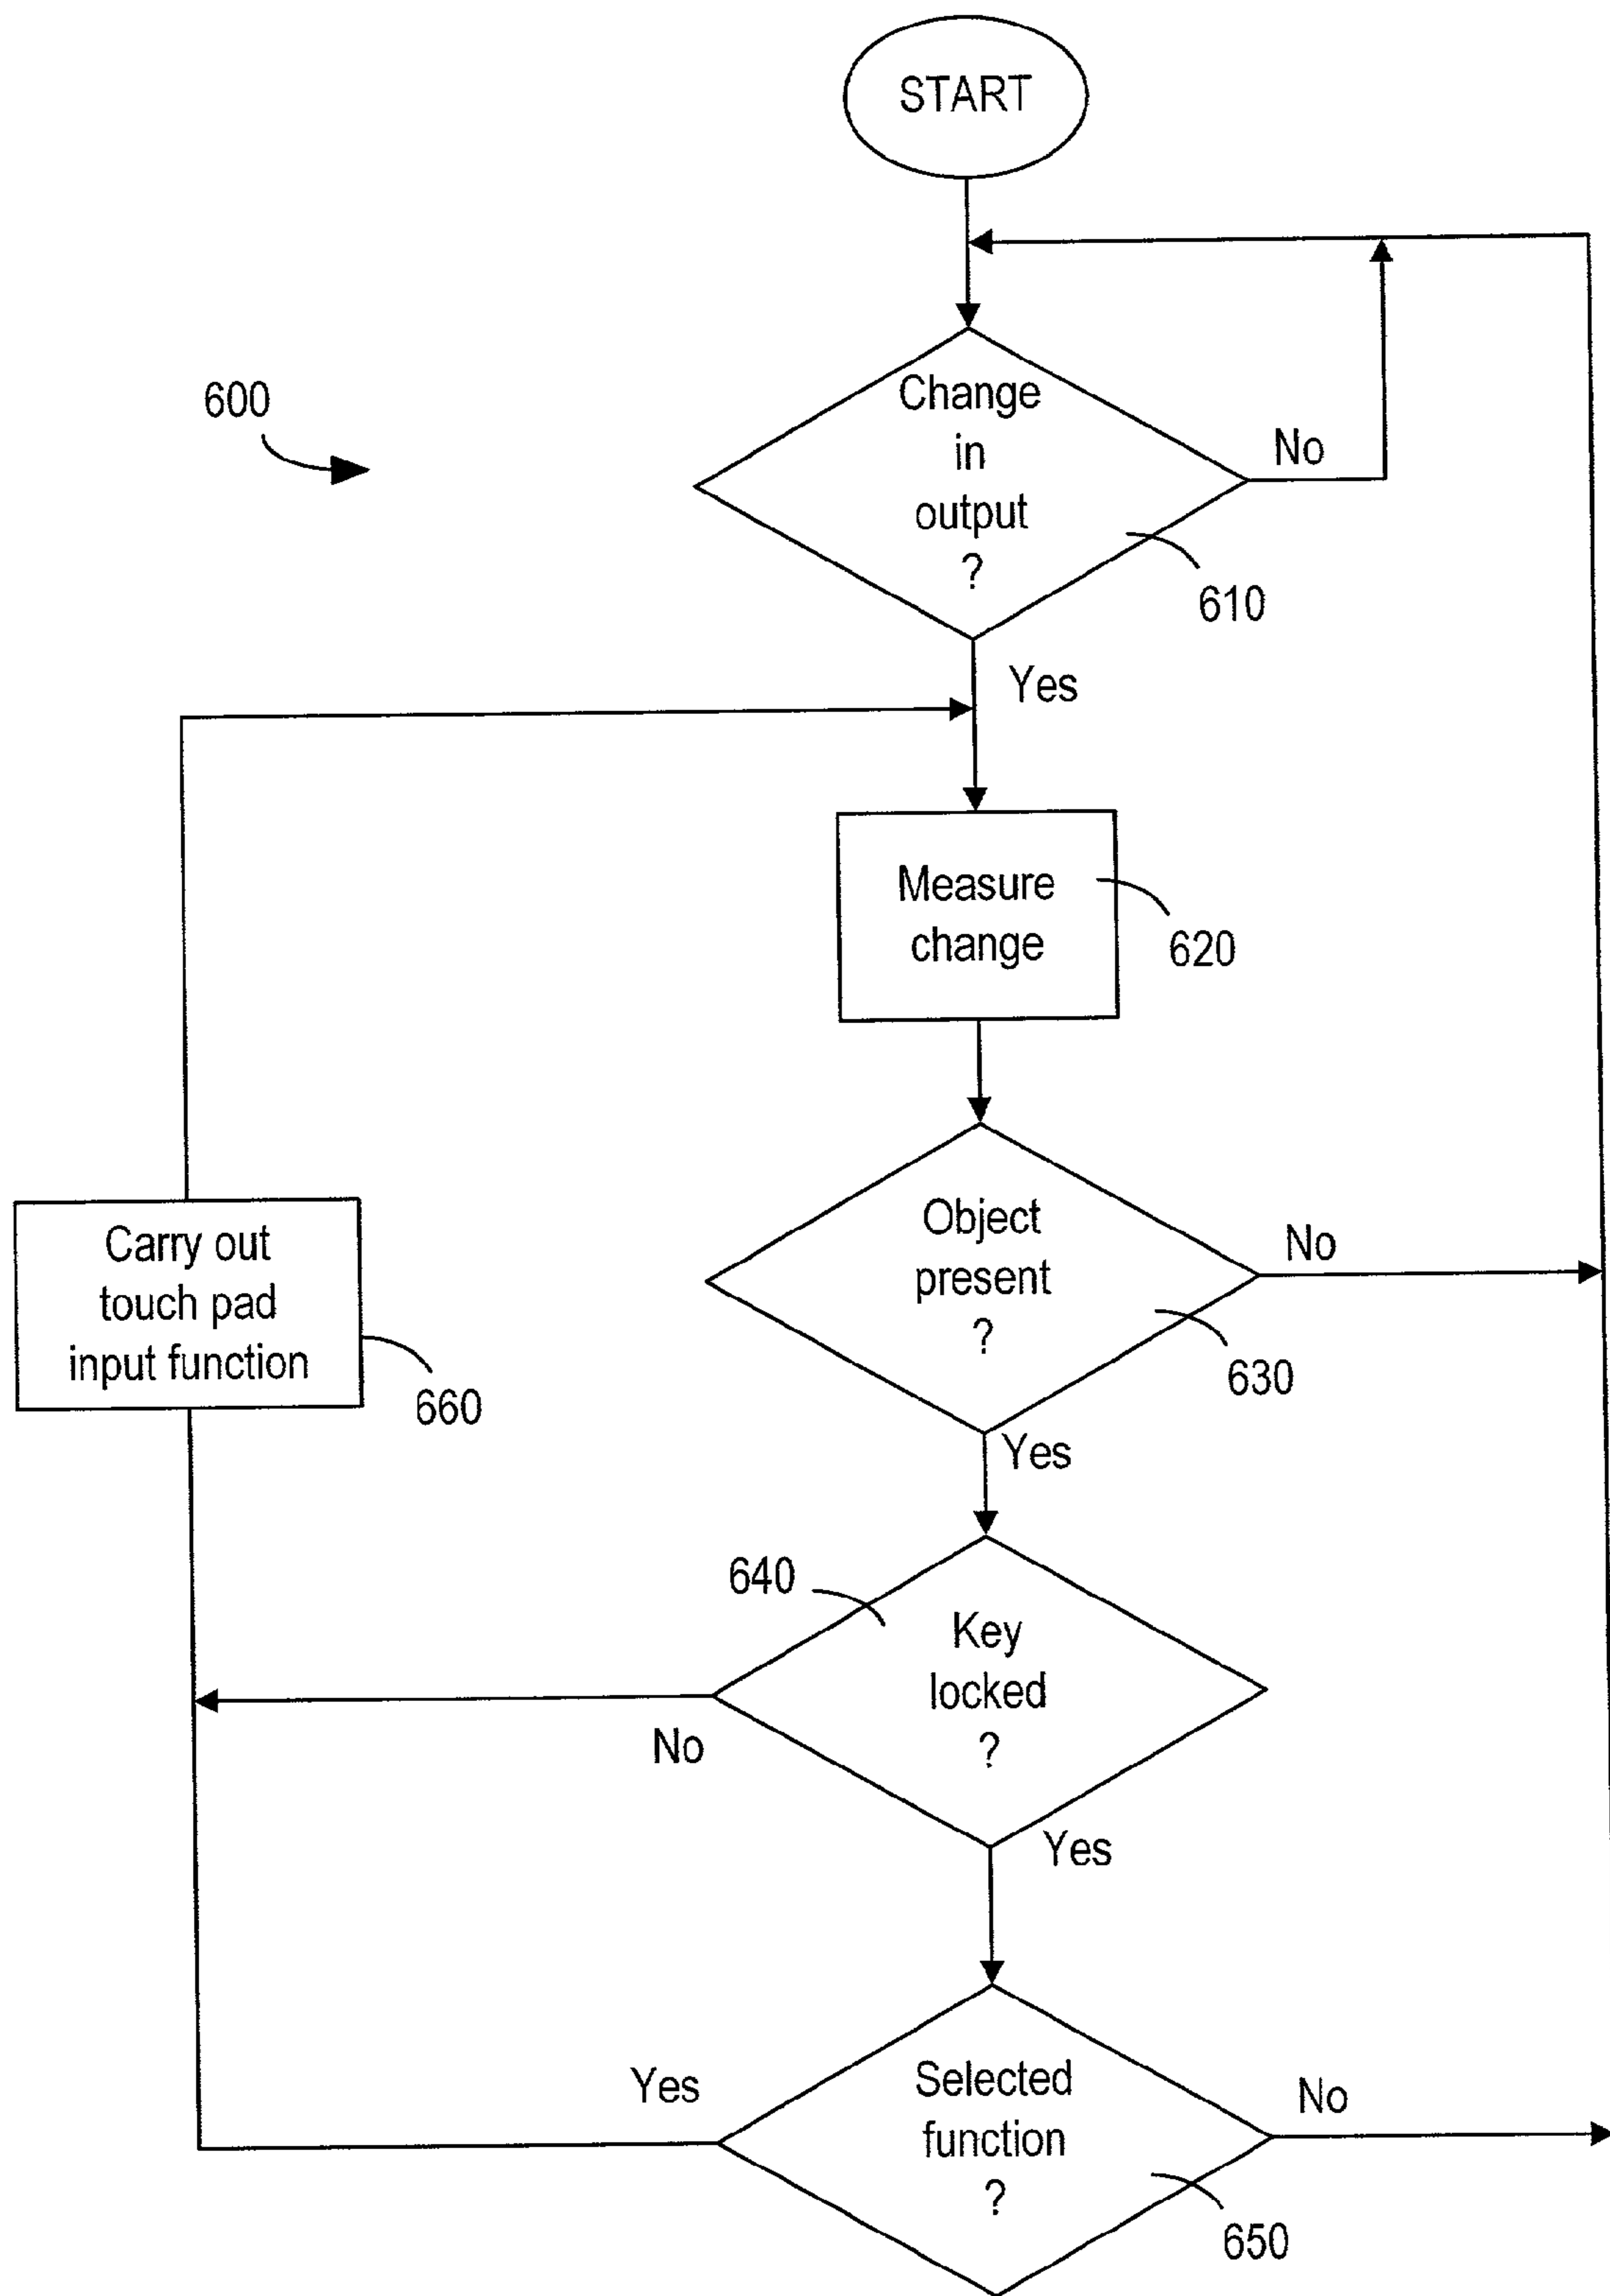 START
600
Change
in
output
?
No
610
Yes
Measure
change
620
Carry out
touch pad
input function
660
Object
present
?
No
630
Yes
640
Key
locked
?
No
Yes
Yes
Selected
function
?
No
650